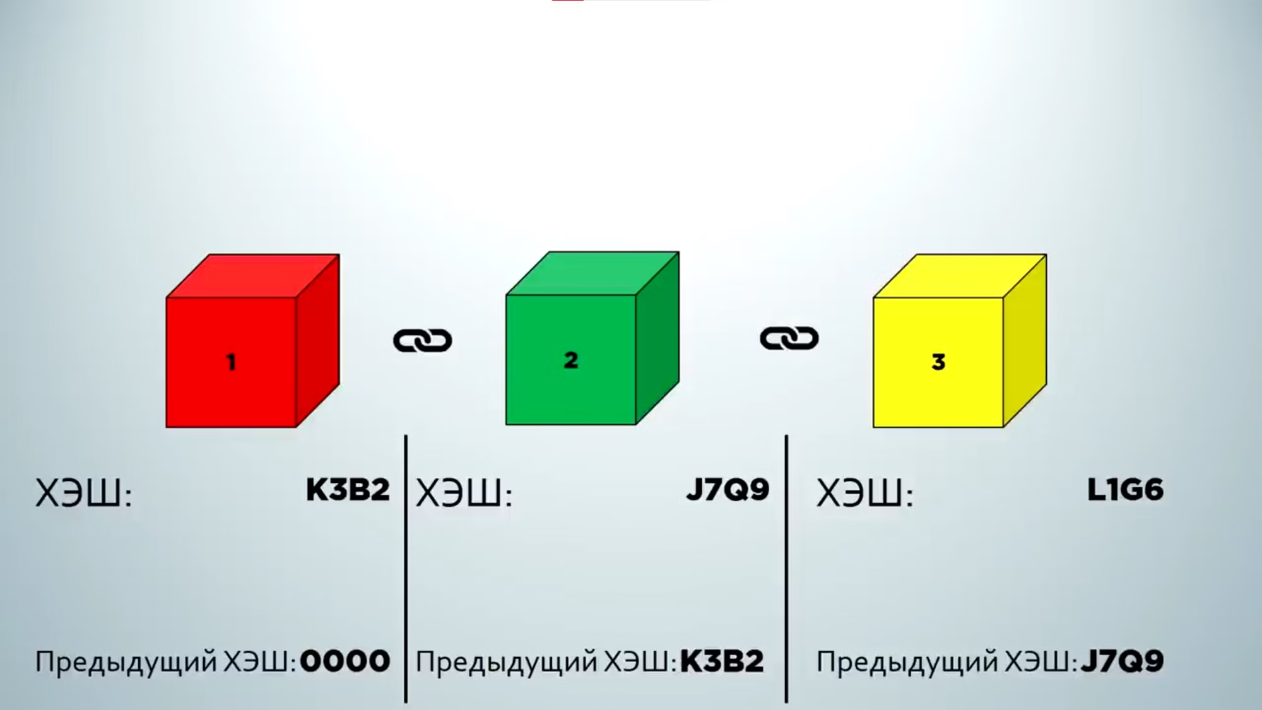 1
2
3
ХЭШ: K3B2
ХЭШ: J7Q9
ХЭШ: L1G6
Предыдущий ХЭШ: 0000
Предыдущий ХЭШ: K3B2
Предыдущий ХЭШ: J7Q9